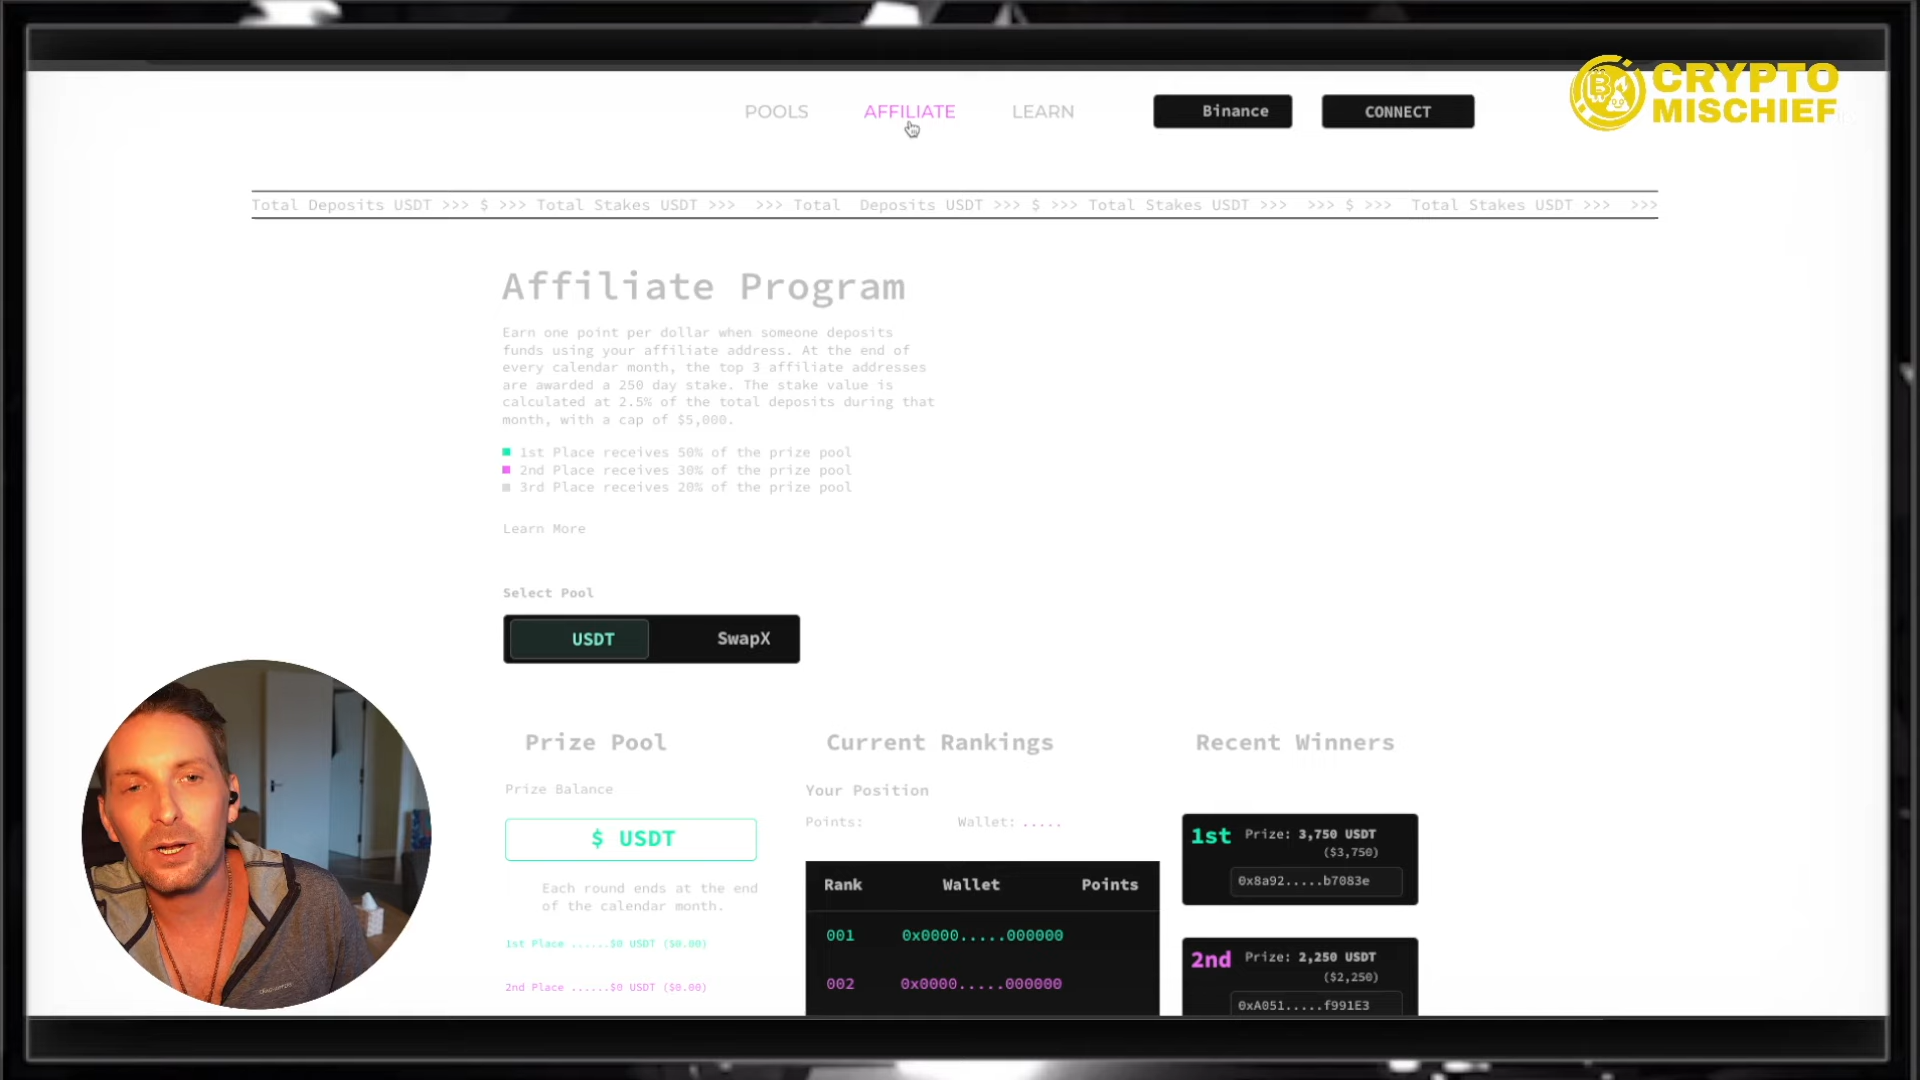 CRYPTO
MISCHIEF
POOLS AFFILIATE LEARN Binance CONNECT
Total Deposits USDT >>> $ >>> Total Stakes USDT >>> >>> Total Deposits USDT >>> $ >>> Total Stakes USDT >>> >>> $ >>> Total Stakes USDT >>> >>>
Affiliate Program
Earn one point per dollar when someone deposits
funds using your affiliate address. At the end of
every calendar month, the top 3 affiliate addresses
are awarded a 250 day stake. The stake value is
calculated at 2.5% of the total deposits during that
month, with a cap of $5,000.
1st Place receives 50% of the prize pool
2nd Place receives 30% of the prize pool
3rd Place receives 20% of the prize pool
Learn More
Select Pool
USDT SwapX
Prize Pool
Prize Balance
$ USDT
Each round ends at the end
of the calendar month.
1st Place ......$0 USDT ($0.00)
2nd Place ......$0 USDT ($0.00)
Current Rankings
Your Position
Points: Wallet: .....
Rank Wallet Points
001 0x0000.....000000
002 0x0000.....000000
Recent Winners
1st Prize: 3,750 USDT
($3,750)
0x8a92.....b7083e
2nd Prize: 2,250 USDT
($2,250)
0xA051.....f991E3